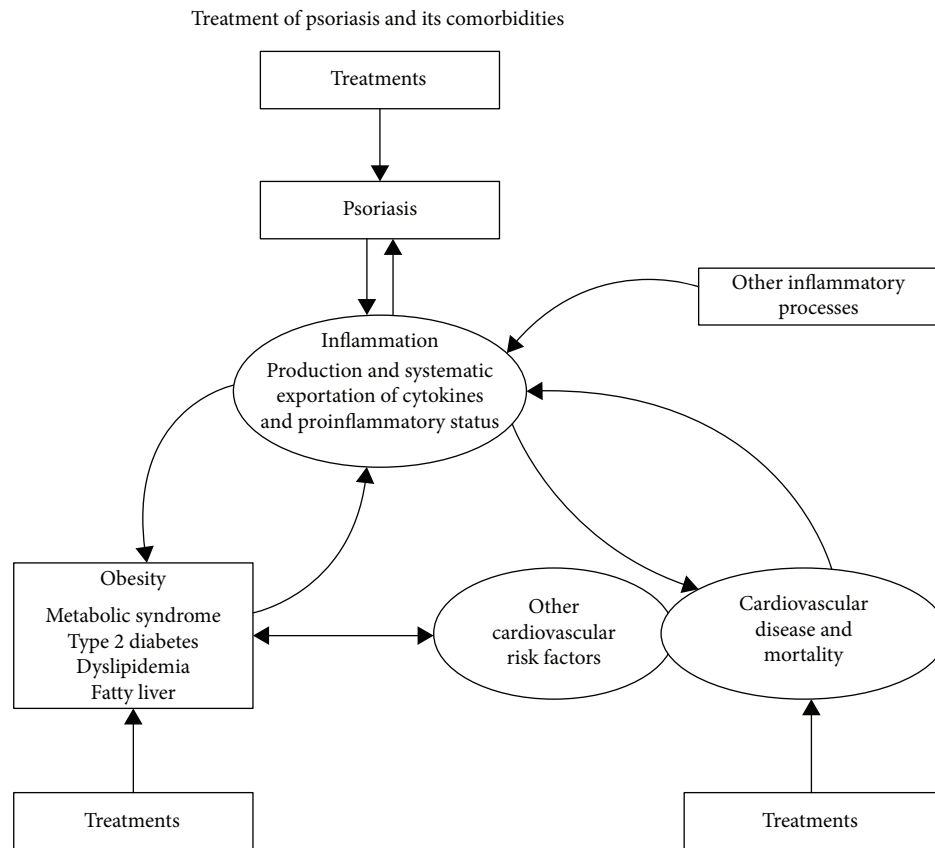 Treatment of psoriasis and its comorbidities
Treatments
Psoriasis
Other inflammatory
processes
Inflammation
Production and systematic
exportation of cytokines
and proinflammatory status
Obesity
Metabolic syndrome
Type 2 diabetes
Dyslipidemia
Fatty liver
Other
cardiovascular
risk factors
Cardiovascular
disease and
mortality
Treatments
Treatments